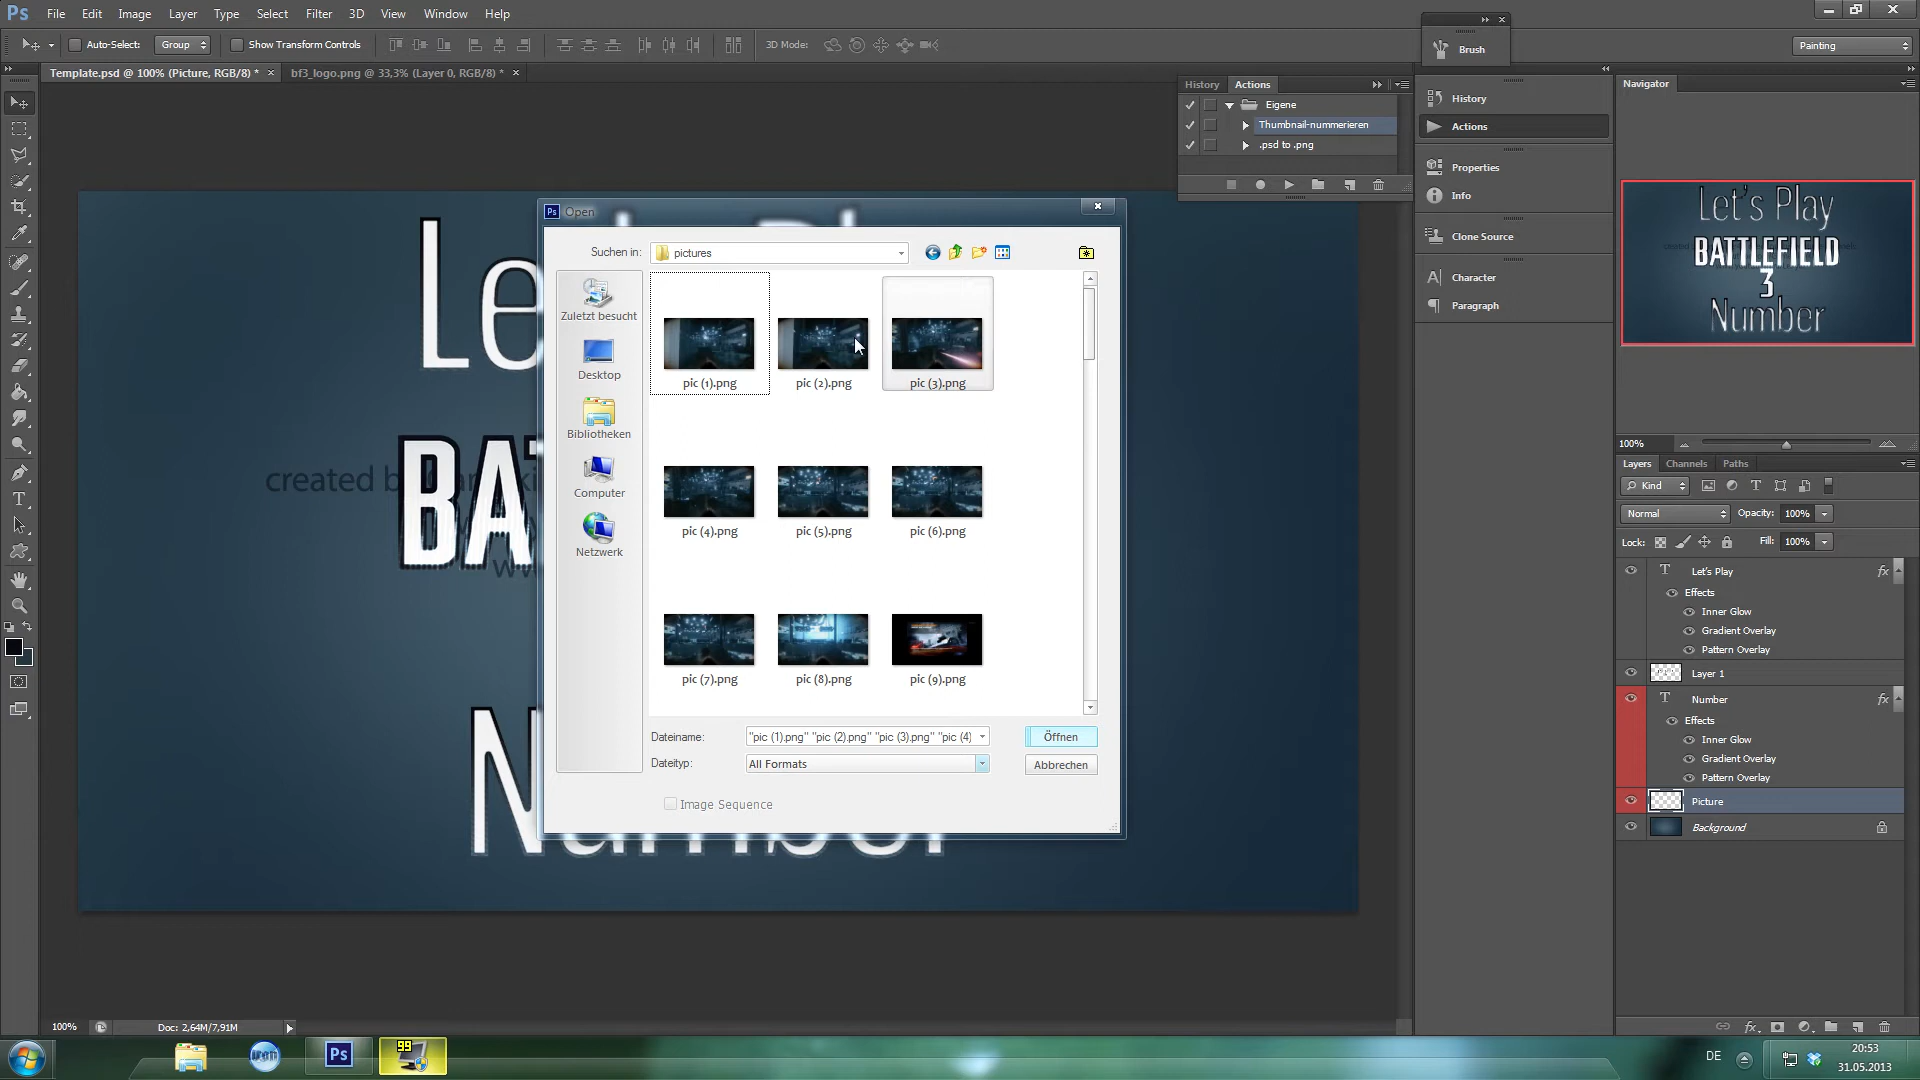 Ps File Edit Image Layer Type Select Filter 3D View Window Help
Auto-Select: Group Show Transform Controls 3D Mode:
Brush
Painting
Template.psd @ 100% (Picture, RGB/8) * bf3_logo.png @ 33,3% (Layer 0, RGB/8) *
History Actions
Eigene
Thumbnail-nummerieren
.psd to .png
History
Actions
Properties
Info
Clone Source
Character
Paragraph
Navigator
Let's Play
BATTLEFIELD
3
Number
100%
Ps Open
Suchen in: pictures
Zuletzt besucht
Desktop
Bibliotheken
Computer
Netzwerk
pic (1).png pic (2).png pic (3).png
pic (4).png pic (5).png pic (6).png
pic (7).png pic (8).png pic (9).png
Dateiname: "pic (1).png" "pic (2).png" "pic (3).png" "pic (4)
Öffnen
Dateityp: All Formats
Abbrechen
Image Sequence
created b
Layers Channels Paths
Kind
Normal Opacity: 100%
Lock: Fill: 100%
Let's Play fx
Effects
Inner Glow
Gradient Overlay
Pattern Overlay
Layer 1
Number fx
Effects
Inner Glow
Gradient Overlay
Pattern Overlay
Picture
Background
100% Doc: 2,64M/7,91M
Ps 99
DE
20:53
31.05.2013